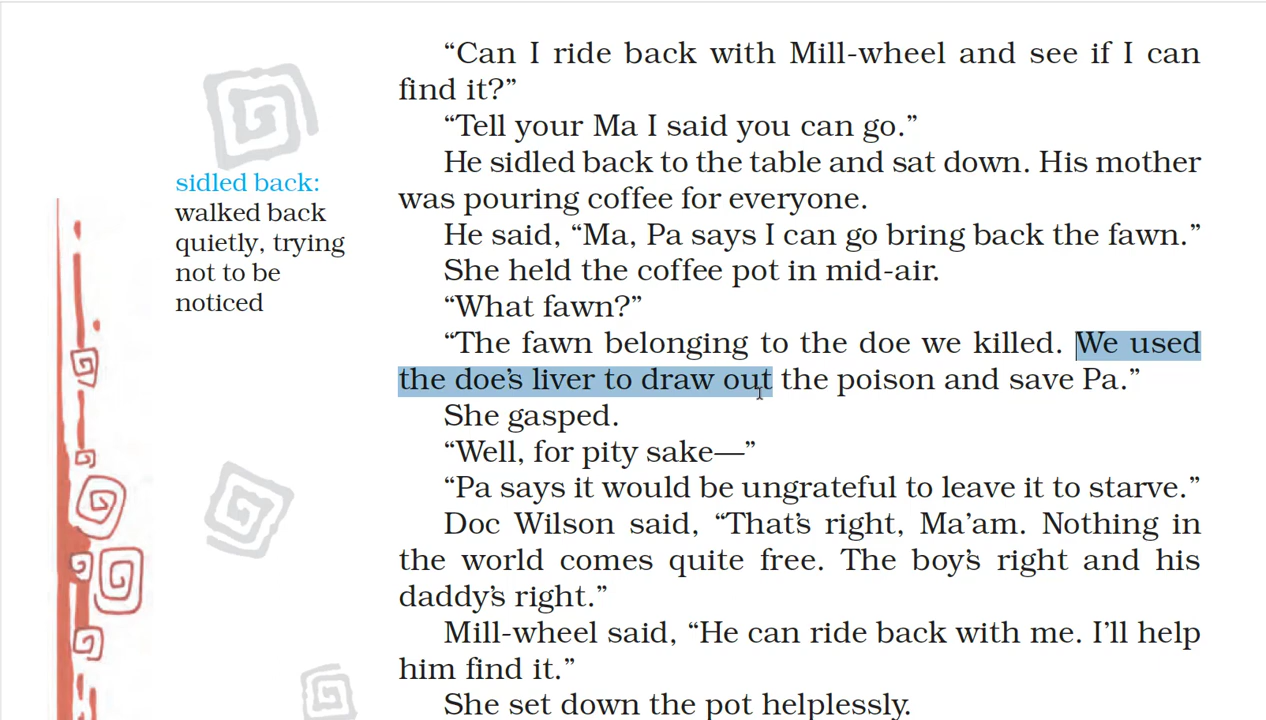 “Can I ride back with Mill-wheel and see if I can
find it?”
“Tell your Ma I said you can go.”
He sidled back to the table and sat down. His mother
was pouring coffee for everyone.
He said, “Ma, Pa says I can go bring back the fawn.”
She held the coffee pot in mid-air.
“What fawn?”
“The fawn belonging to the doe we killed. We used
the doe’s liver to draw out the poison and save Pa.”
She gasped.
“Well, for pity sake—”
“Pa says it would be ungrateful to leave it to starve.”
Doc Wilson said, “That’s right, Ma’am. Nothing in
the world comes quite free. The boy’s right and his
daddy’s right.”
Mill-wheel said, “He can ride back with me. I’ll help
him find it.”
She set down the pot helplessly.
sidled back:
walked back
quietly, trying
not to be
noticed